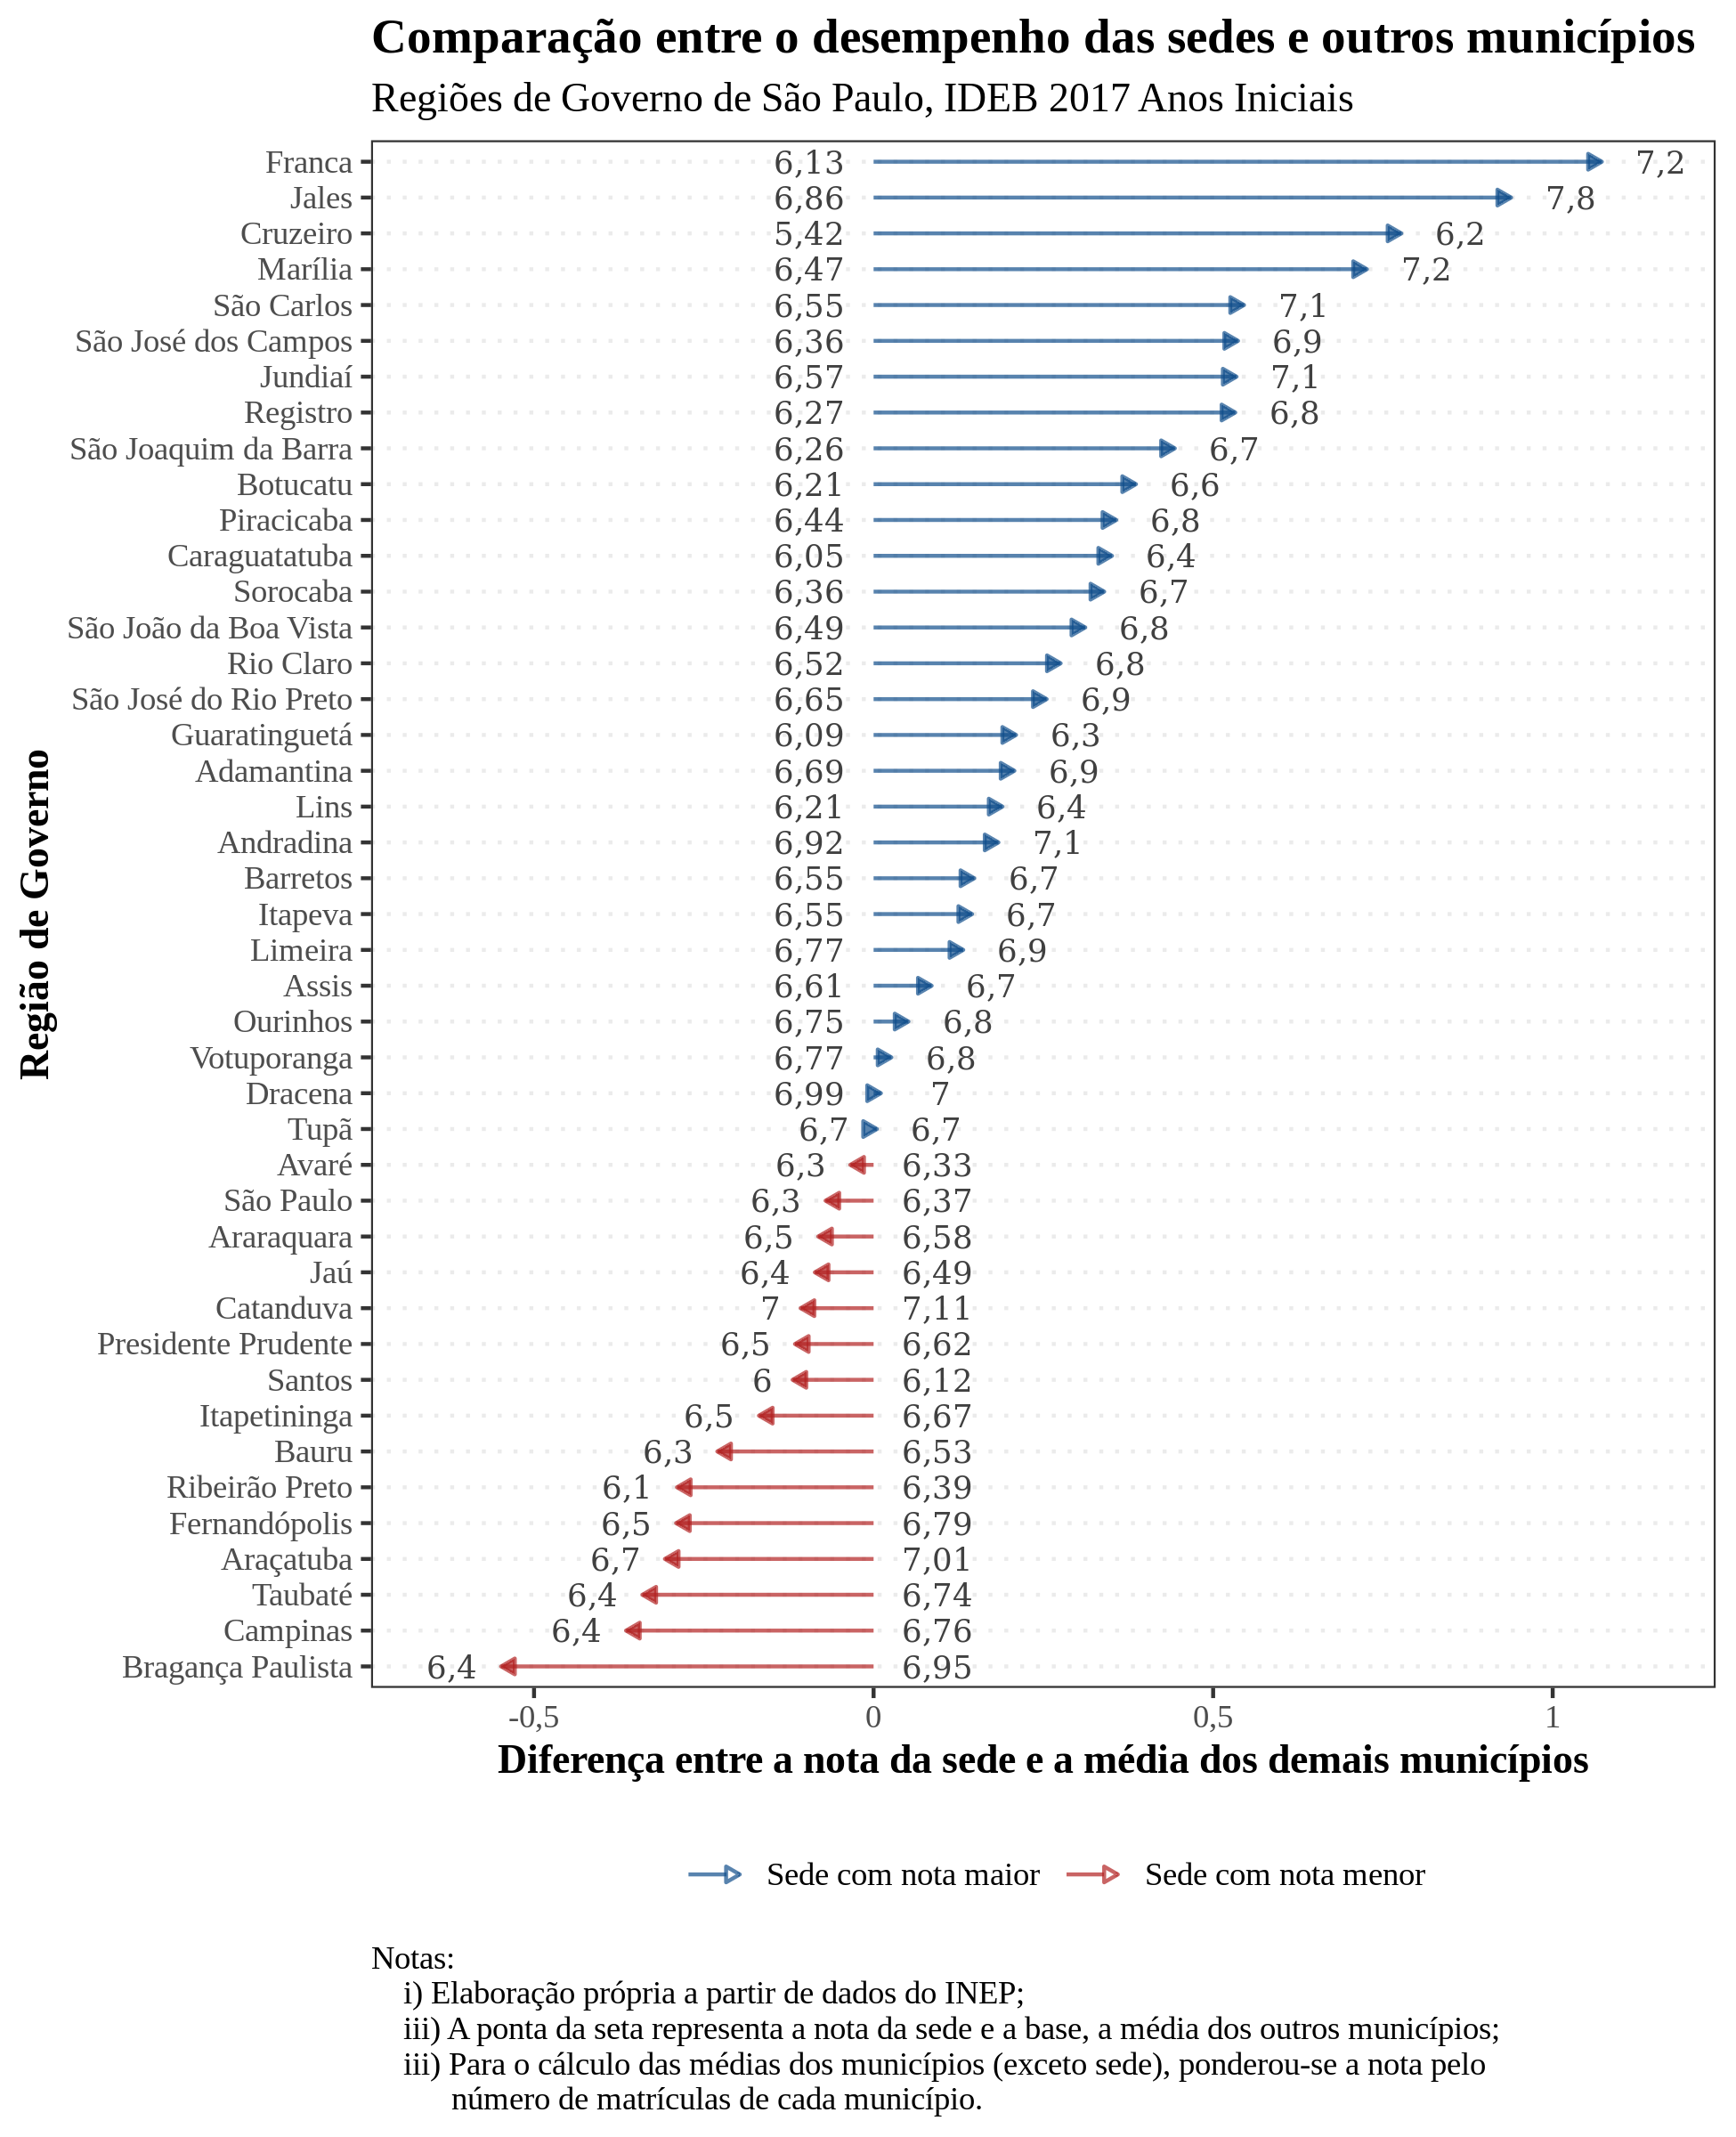 Comparação entre o desempenho das sedes e outros municípios
Regiões de Governo de São Paulo, IDEB 2017 Anos Iniciais
Região de Governo
Franca 6,13 7,2
Jales 6,86 7,8
Cruzeiro 5,42 6,2
Marília 6,47 7,2
São Carlos 6,55 7,1
São José dos Campos 6,36 6,9
Jundiaí 6,57 7,1
Registro 6,27 6,8
São Joaquim da Barra 6,26 6,7
Botucatu 6,21 6,6
Piracicaba 6,44 6,8
Caraguatatuba 6,05 6,4
Sorocaba 6,36 6,7
São João da Boa Vista 6,49 6,8
Rio Claro 6,52 6,8
São José do Rio Preto 6,65 6,9
Guaratinguetá 6,09 6,3
Adamantina 6,69 6,9
Lins 6,21 6,4
Andradina 6,92 7,1
Barretos 6,55 6,7
Itapeva 6,55 6,7
Limeira 6,77 6,9
Assis 6,61 6,7
Ourinhos 6,75 6,8
Votuporanga 6,77 6,8
Dracena 6,99 7
Tupã 6,7 6,7
Avaré 6,3 6,33
São Paulo 6,3 6,37
Araraquara 6,5 6,58
Jaú 6,4 6,49
Catanduva 7 7,11
Presidente Prudente 6,5 6,62
Santos 6 6,12
Itapetininga 6,5 6,67
Bauru 6,3 6,53
Ribeirão Preto 6,1 6,39
Fernandópolis 6,5 6,79
Araçatuba 6,7 7,01
Taubaté 6,4 6,74
Campinas 6,4 6,76
Bragança Paulista 6,4 6,95
-0,5 0 0,5 1
Diferença entre a nota da sede e a média dos demais municípios
Sede com nota maior Sede com nota menor
Notas:
i) Elaboração própria a partir de dados do INEP;
iii) A ponta da seta representa a nota da sede e a base, a média dos outros municípios;
iii) Para o cálculo das médias dos municípios (exceto sede), ponderou-se a nota pelo
número de matrículas de cada município.